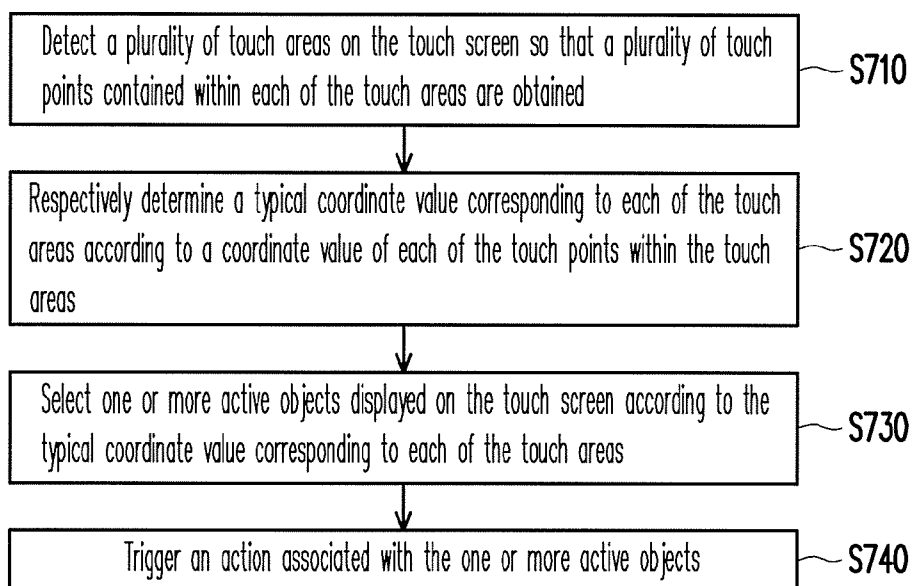 Detect a plurality of touch areas on the touch screen so that a plurality of touch
points contained within each of the touch areas are obtained
S710
Respectively determine a typical coordinate value corresponding to each of the touch
areas according to a coordinate value of each of the touch points within the touch
areas
S720
Select one or more active objects displayed on the touch screen according to the
typical coordinate value corresponding to each of the touch areas
S730
Trigger an action associated with the one or more active objects
S740